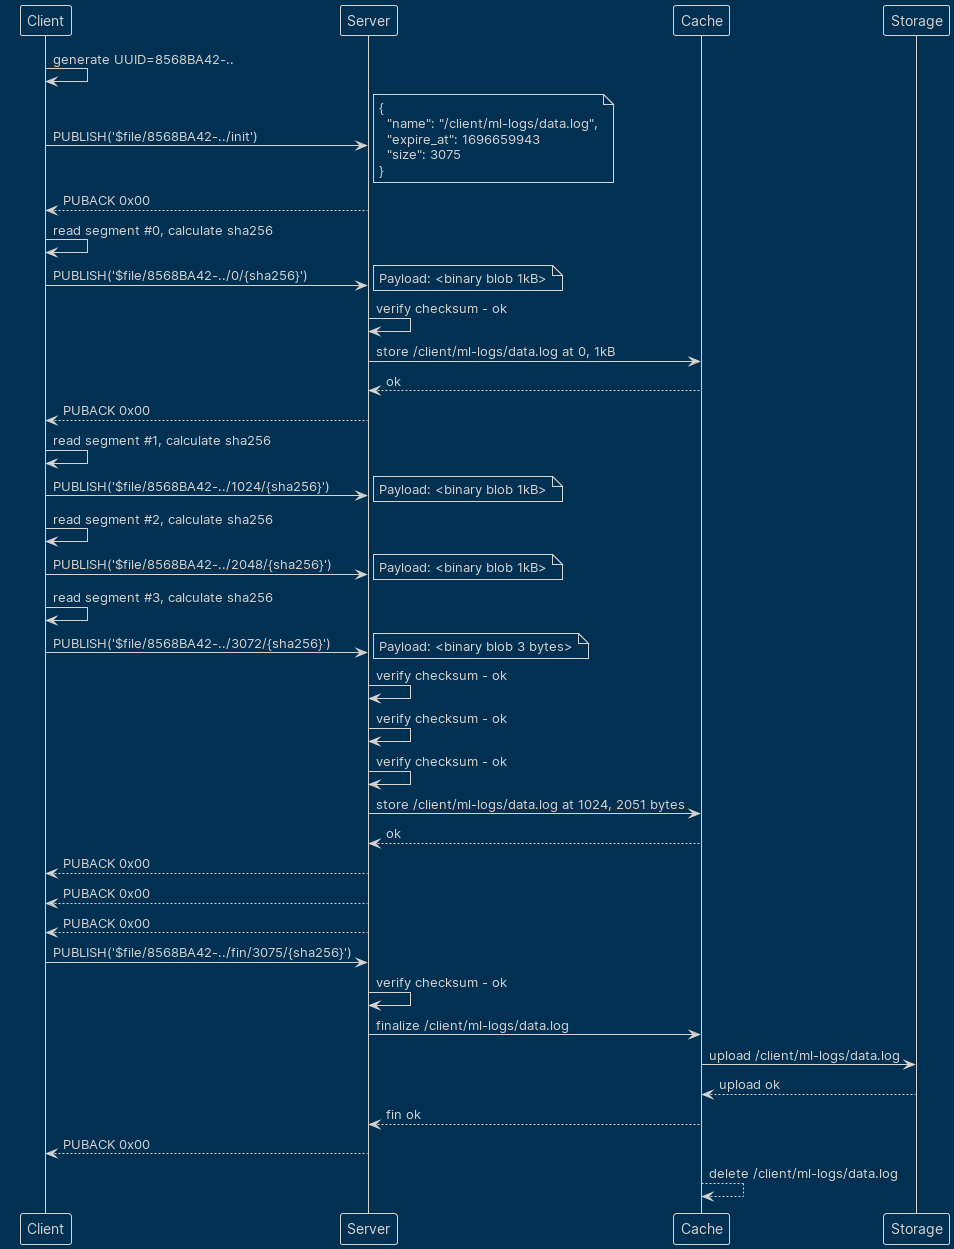 Client
Server
Cache
Storage
generate UUID=8568BA42-..
{
"name": "/client/ml-logs/data.log",
"expire_at": 1696659943
"size": 3075
}
PUBLISH('$file/8568BA42-../init')
PUBACK 0x00
read segment #0, calculate sha256
PUBLISH('$file/8568BA42-../0/{sha256}')
Payload: <binary blob 1kB>
verify checksum - ok
store /client/ml-logs/data.log at 0, 1kB
ok
PUBACK 0x00
read segment #1, calculate sha256
PUBLISH('$file/8568BA42-../1024/{sha256}')
Payload: <binary blob 1kB>
read segment #2, calculate sha256
PUBLISH('$file/8568BA42-../2048/{sha256}')
Payload: <binary blob 1kB>
read segment #3, calculate sha256
PUBLISH('$file/8568BA42-../3072/{sha256}')
Payload: <binary blob 3 bytes>
verify checksum - ok
verify checksum - ok
verify checksum - ok
store /client/ml-logs/data.log at 1024, 2051 bytes
ok
PUBACK 0x00
PUBACK 0x00
PUBACK 0x00
PUBLISH('$file/8568BA42-../fin/3075/{sha256}')
verify checksum - ok
finalize /client/ml-logs/data.log
upload /client/ml-logs/data.log
upload ok
fin ok
PUBACK 0x00
delete /client/ml-logs/data.log
Client
Server
Cache
Storage